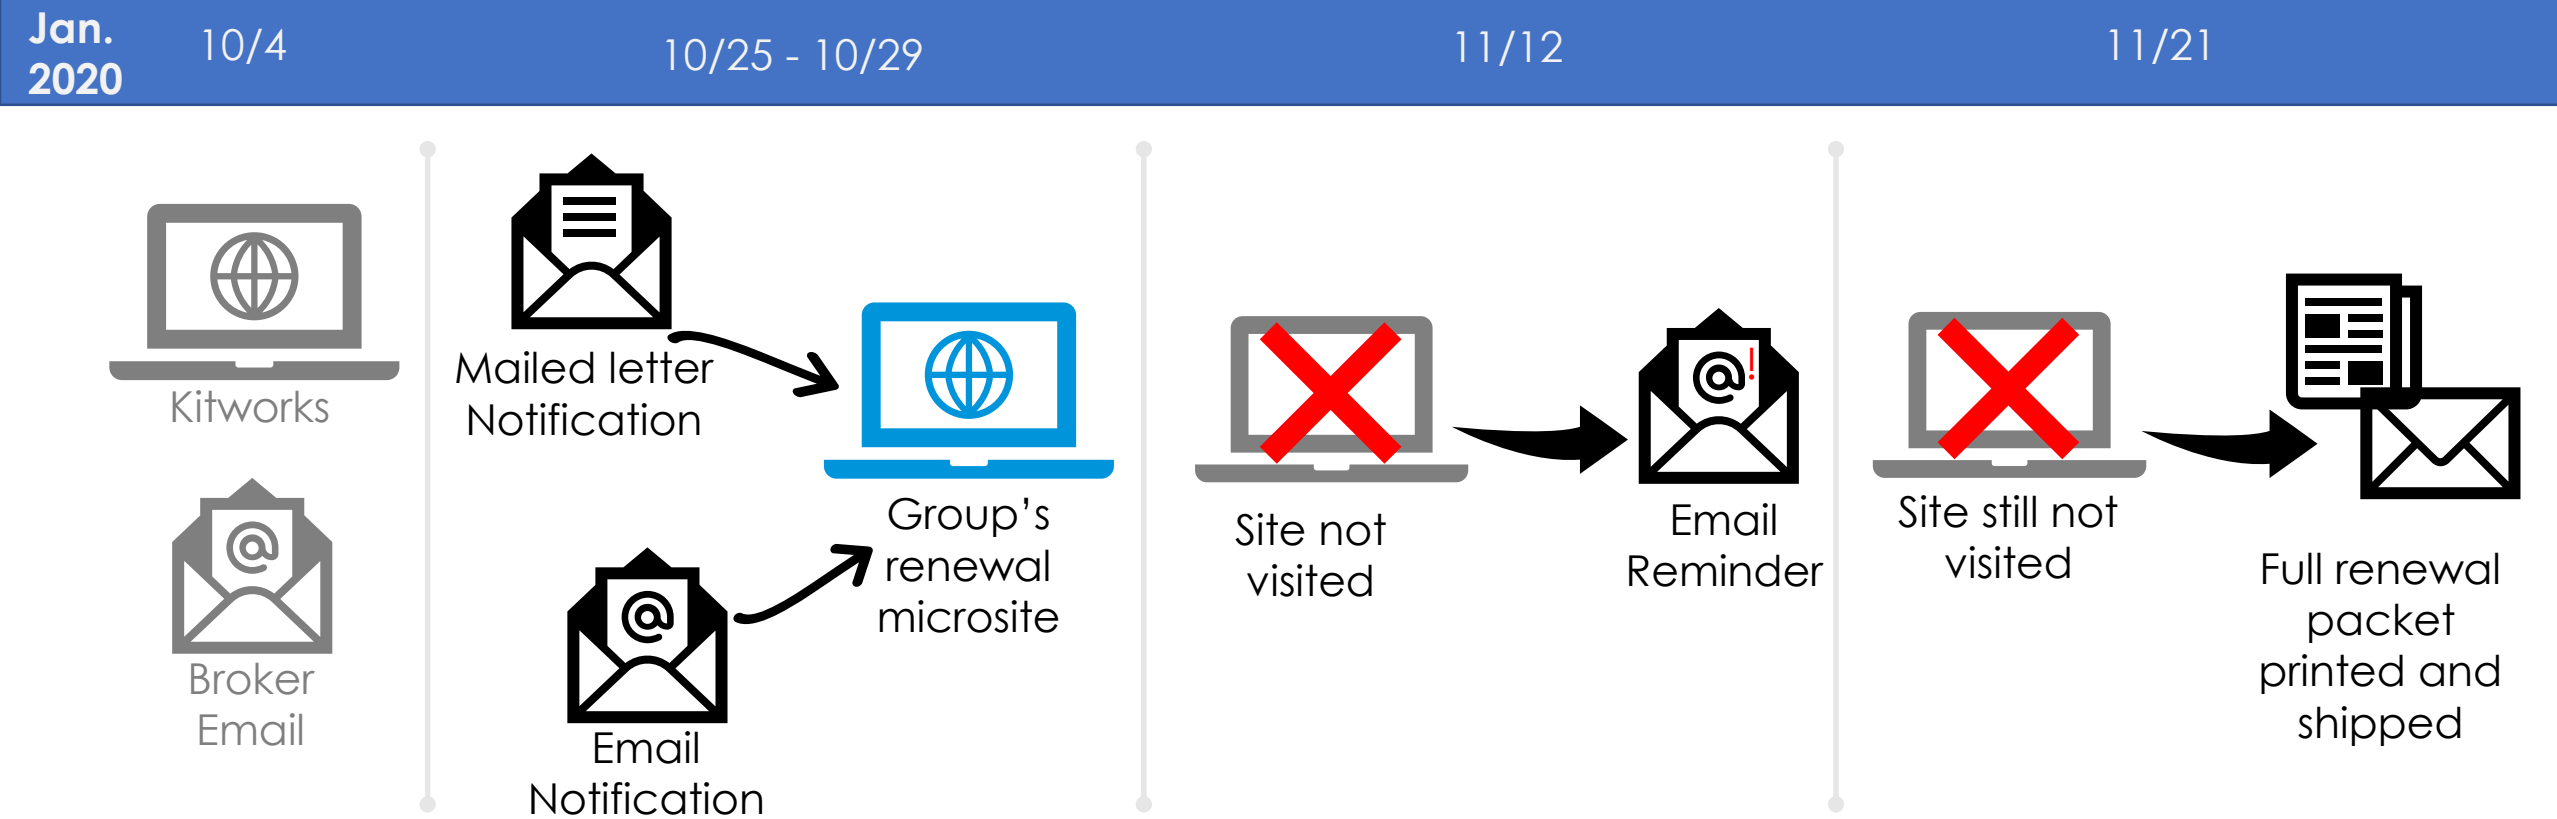 Jan.
2020
10/4
10/25 - 10/29
11/12
11/21
Kitworks
@
Broker
Email
Mailed letter
Notification
@
Email
Notification
Group’s
renewal
microsite
Site not
visited
@!
Email
Reminder
Site still not
visited
Full renewal
packet
printed and
shipped